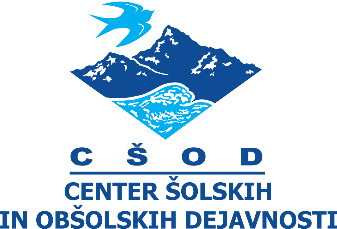 CŠOD
CENTER ŠOLSKIH
IN OBŠOLSKIH DEJAVNOSTI